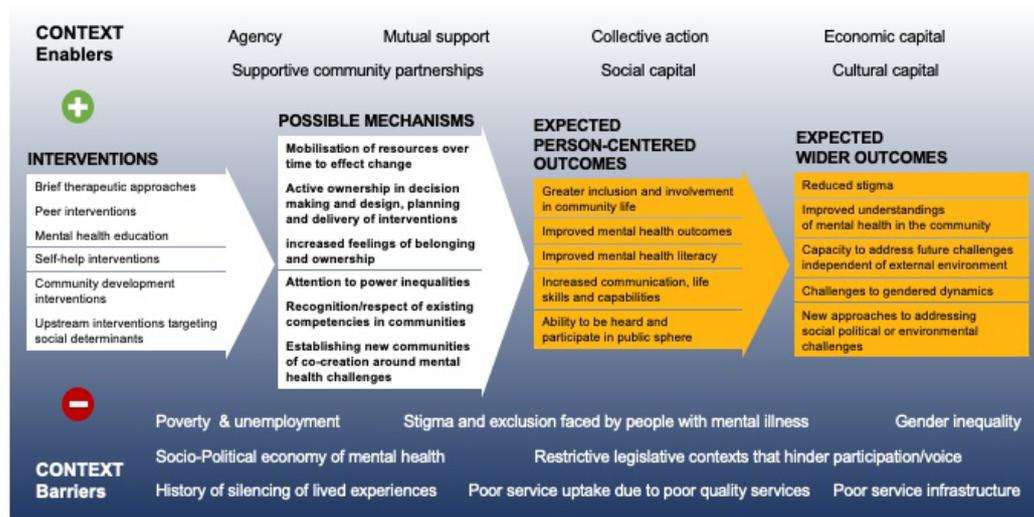 CONTEXT
Enablers
Agency
Mutual support
Collective action
Economic capital
Supportive community partnerships
Social capital
Cultural capital
INTERVENTIONS
Brief therapeutic approaches
Peer interventions
Mental health education
Self-help interventions
Community development
interventions
Upstream interventions targeting
social determinants
POSSIBLE MECHANISMS
Mobilisation of resources over
time to effect change
Active ownership in decision
making and design, planning
and delivery of interventions
increased feelings of belonging
and ownership
Attention to power inequalities
Recognition/respect of existing
competencies in communities
Establishing new communities
of co-creation around mental
health challenges
EXPECTED
PERSON-CENTERED
OUTCOMES
Greater inclusion and involvement
in community life
Improved mental health outcomes
Improved mental health literacy
Increased communication, life
skills and capabilities
Ability to be heard and
participate in public sphere
EXPECTED
WIDER OUTCOMES
Reduced stigma
Improved understandings
of mental health in the community
Capacity to address future challenges
independent of external environment
Challenges to gendered dynamics
New approaches to addressing
social political or environmental
challenges
CONTEXT
Barriers
Poverty & unemployment
Stigma and exclusion faced by people with mental illness
Gender inequality
Socio-Political economy of mental health
Restrictive legislative contexts that hinder participation/voice
History of silencing of lived experiences
Poor service uptake due to poor quality services
Poor service infrastructure